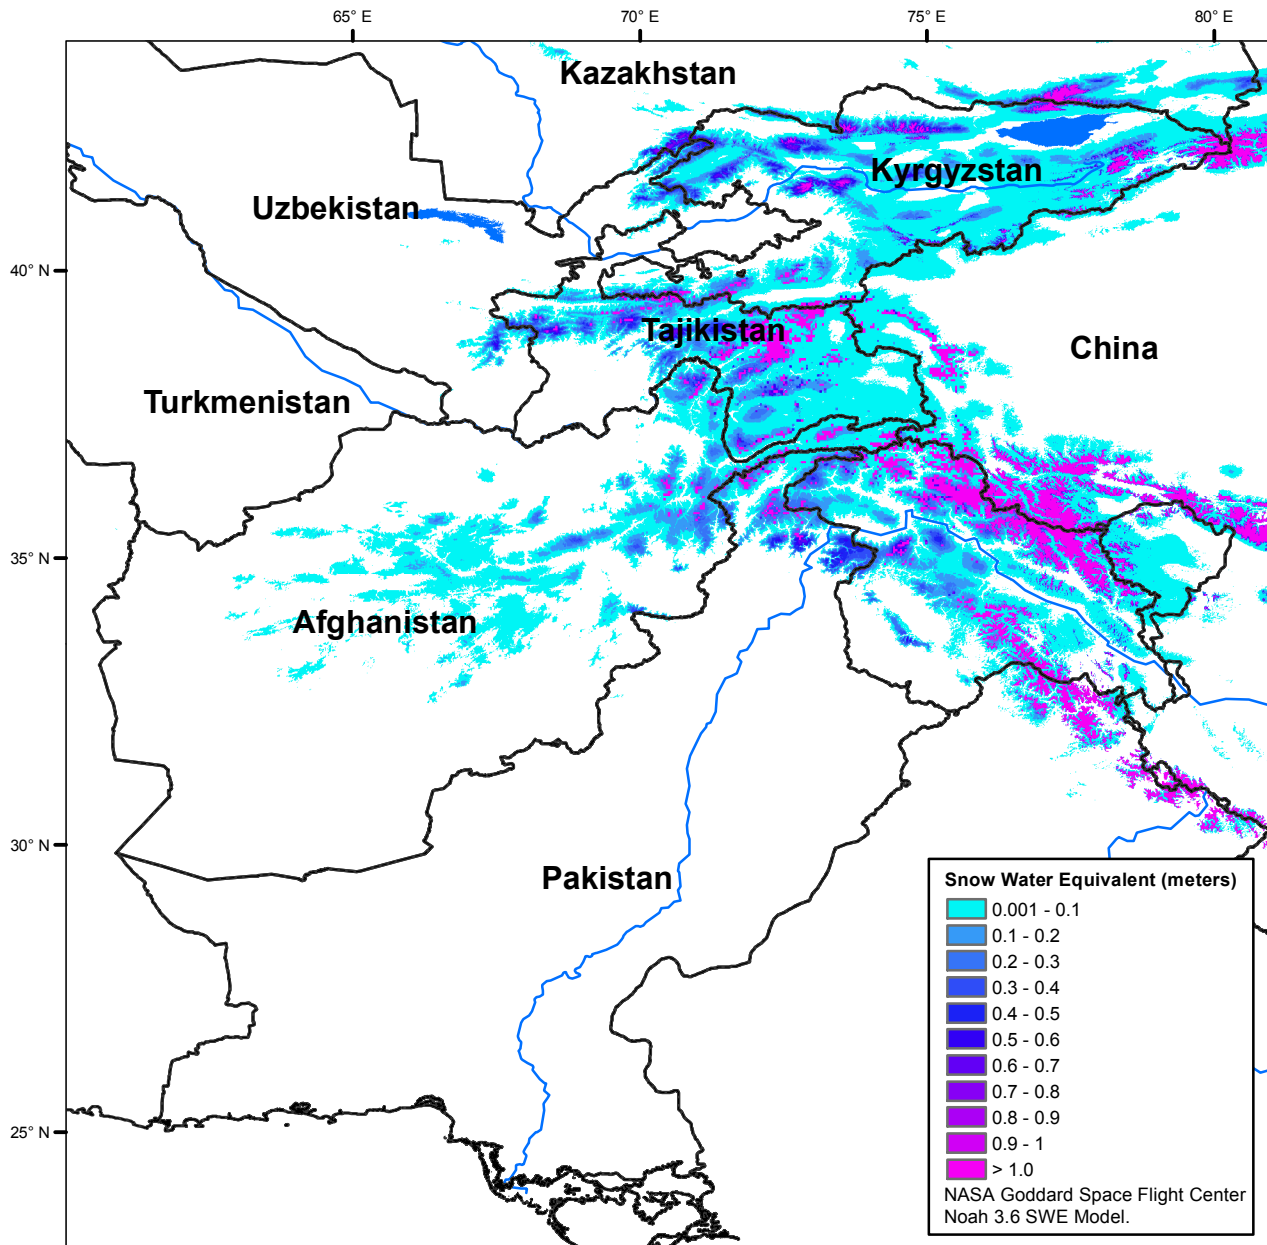 65° E
70° E
75° E
80° E
Kazakhstan
Kyrgyzstan
Uzbekistan
40° N
Tajikistan
China
Turkmenistan
35° N
Afghanistan
30° N
Pakistan
25° N
Snow Water Equivalent (meters)
0.001 - 0.1
0.1 - 0.2
0.2 - 0.3
0.3 - 0.4
0.4 - 0.5
0.5 - 0.6
0.6 - 0.7
0.7 - 0.8
0.8 - 0.9
0.9 - 1
> 1.0
NASA Goddard Space Flight Center
Noah 3.6 SWE Model.